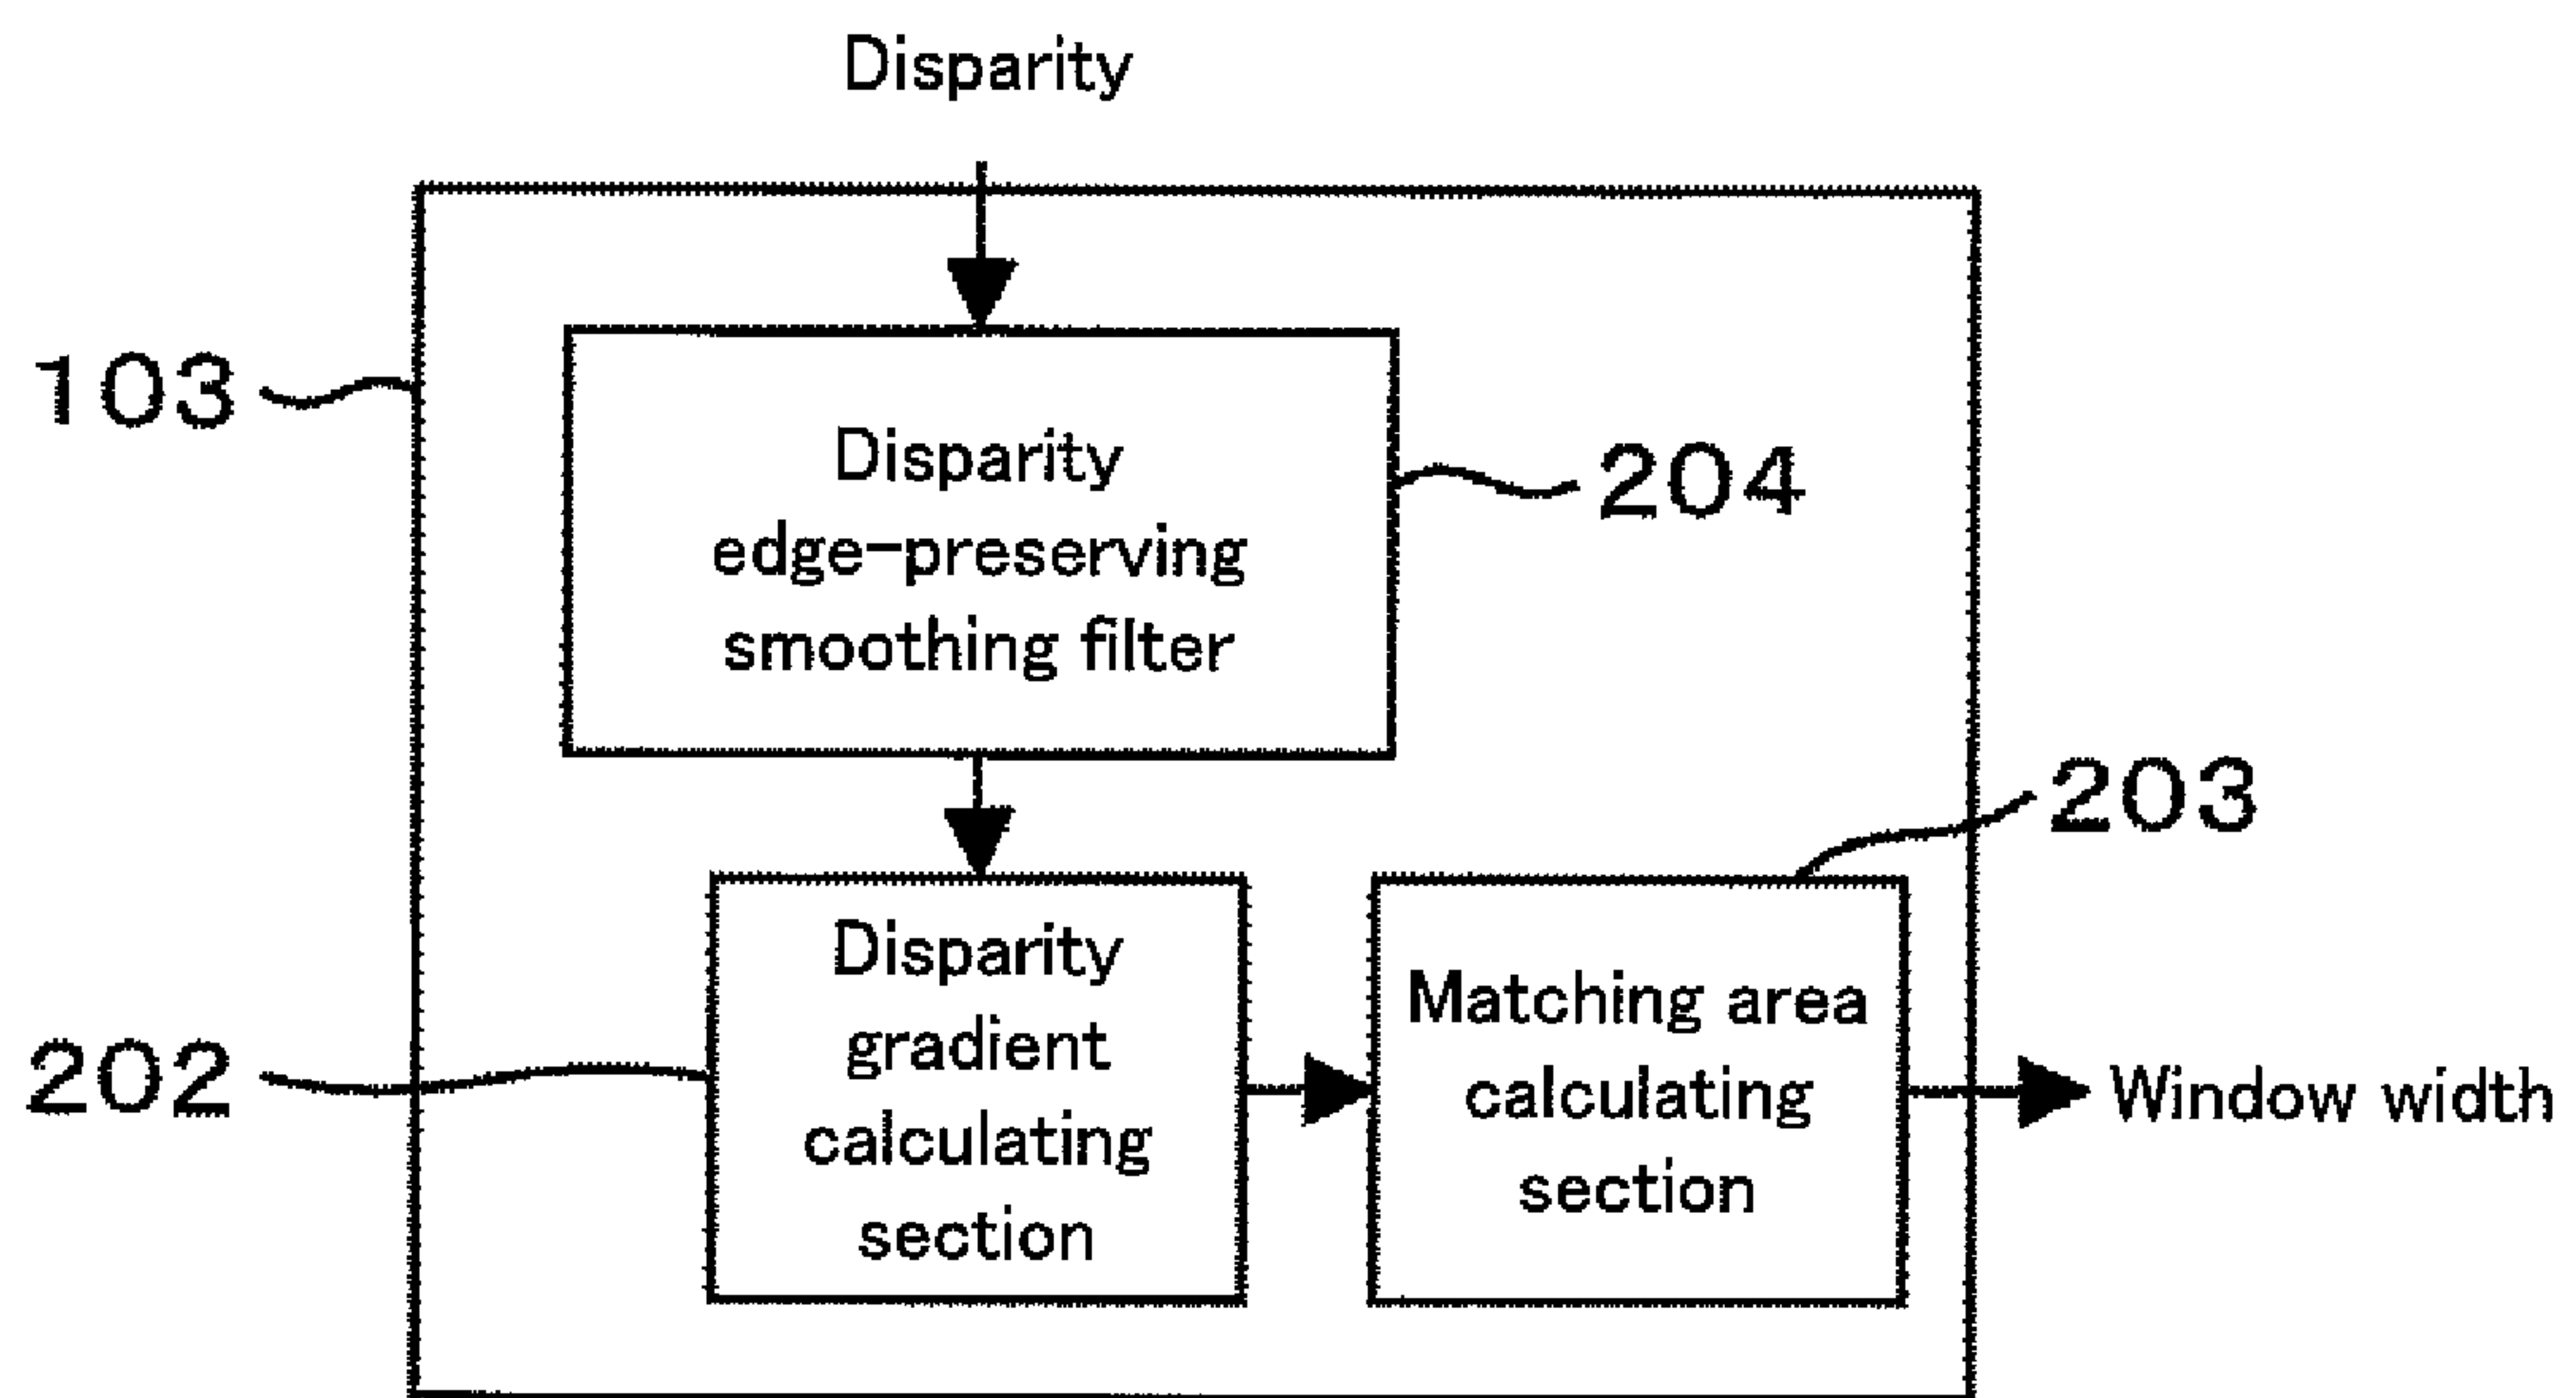 Disparity
103
Disparity
edge-preserving
smoothing filter
204
203
202
Disparity
gradient
calculating
section
Matching area
calculating
section
Window width